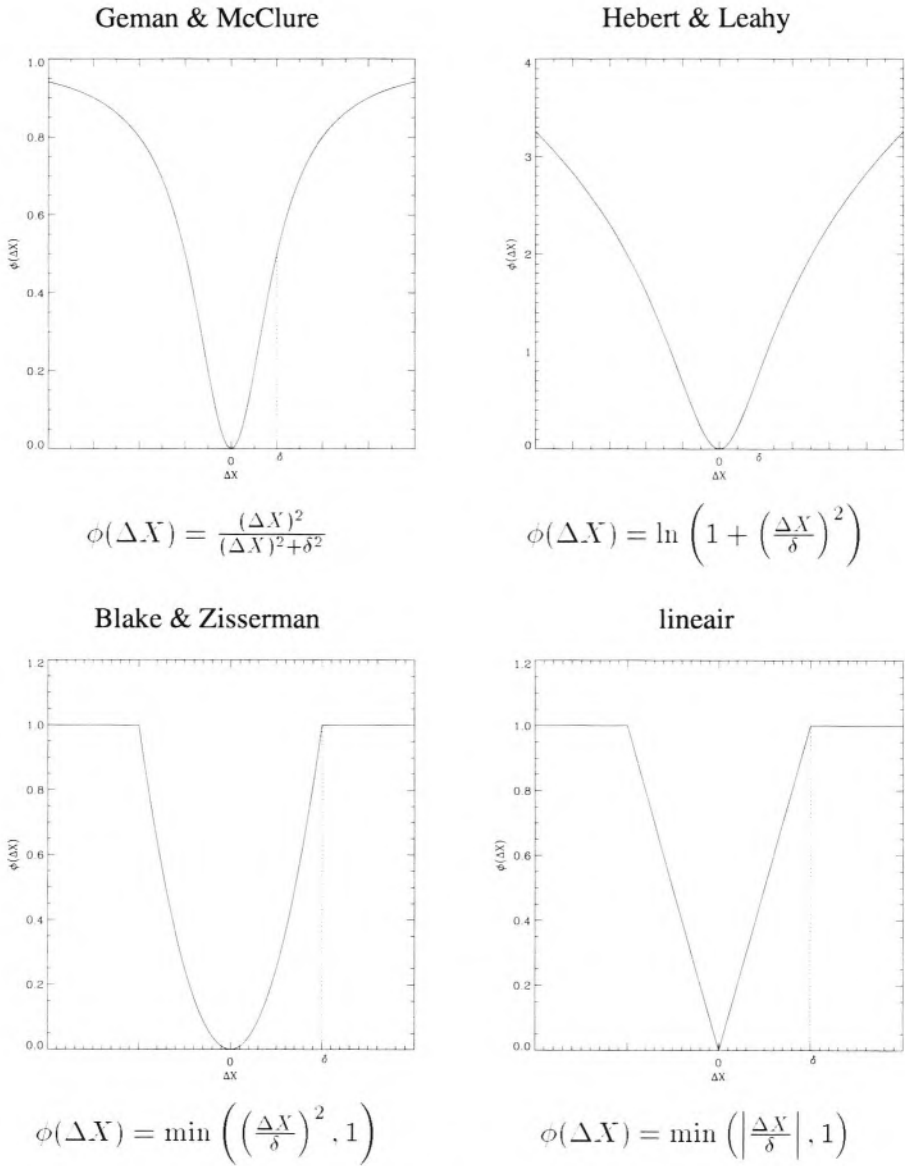 Geman & McClure
1.0
0.8
0.6
0.4
0.2
0.0
φ(ΔX)
0
δ
ΔX
φ(ΔX) = (ΔX)² / ((ΔX)²+δ²)
Hebert & Leahy
4
3
2
1
0
φ(ΔX)
0
δ
ΔX
φ(ΔX) = ln (1 + (ΔX/δ)²)
Blake & Zisserman
1.2
1.0
0.8
0.6
0.4
0.2
0.0
φ(ΔX)
0
δ
ΔX
φ(ΔX) = min ((ΔX/δ)², 1)
lineair
1.2
1.0
0.8
0.6
0.4
0.2
0.0
φ(ΔX)
0
δ
ΔX
φ(ΔX) = min (|ΔX/δ|, 1)